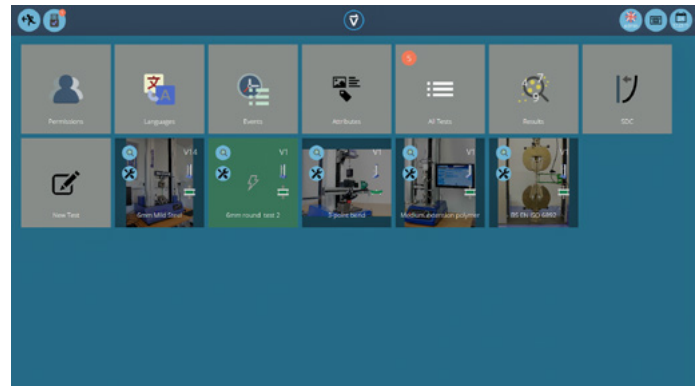 Permissions
Languages
Events
Attributes
5
All Tests
Results
SDC
New Test
V14
6mm Mild Steel
V1
6mm round test 2
V1
3 point bend
V1
Medium extension polymer
V1
BS EN ISO 6892